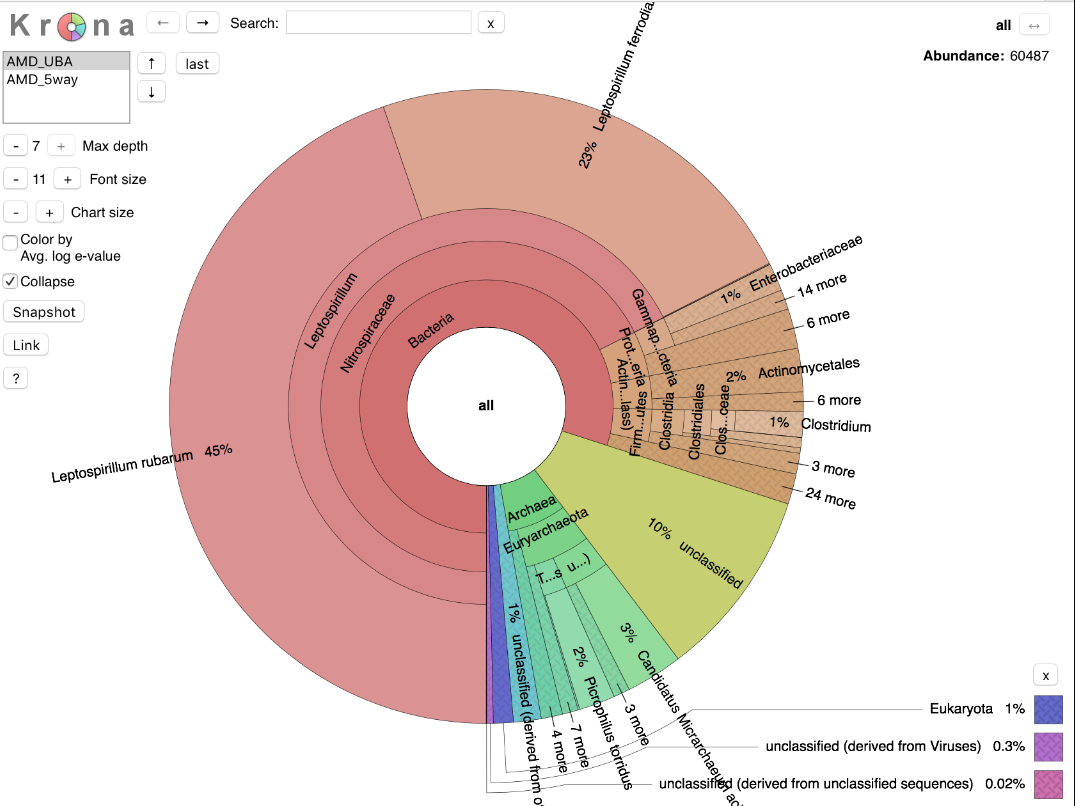 Krona
←
→
Search:
x
all
↔
Abundance: 60487
AMD_UBA
AMD_5way
↑
last
↓
- 7 + Max depth
- 11 + Font size
- + Chart size
Color by
Avg. log e-value
✓ Collapse
Snapshot
Link
?
23% Leptospirillum ferrodia
1% Enterobacteriaceae
14 more
6 more
2% Actinomycetales
6 more
1% Clostridium
3 more
24 more
Leptospirillum
Nitrospiraceae
Bacteria
Gammap...cteria
Prot...eria
Actin...lass)
Firm...utes
Clostridia
Clostridiales
Clos...ceae
all
Leptospirillum rubarum 45%
10% unclassified
Archaea
Euryarchaeota
T...s
u...)
3% Candidatus Micrarchaeum
3 more
2% Picrophilus torridus
7 more
4 more
1% unclassified (derived from
x
Eukaryota 1%
unclassified (derived from Viruses) 0.3%
unclassified (derived from unclassified sequences) 0.02%